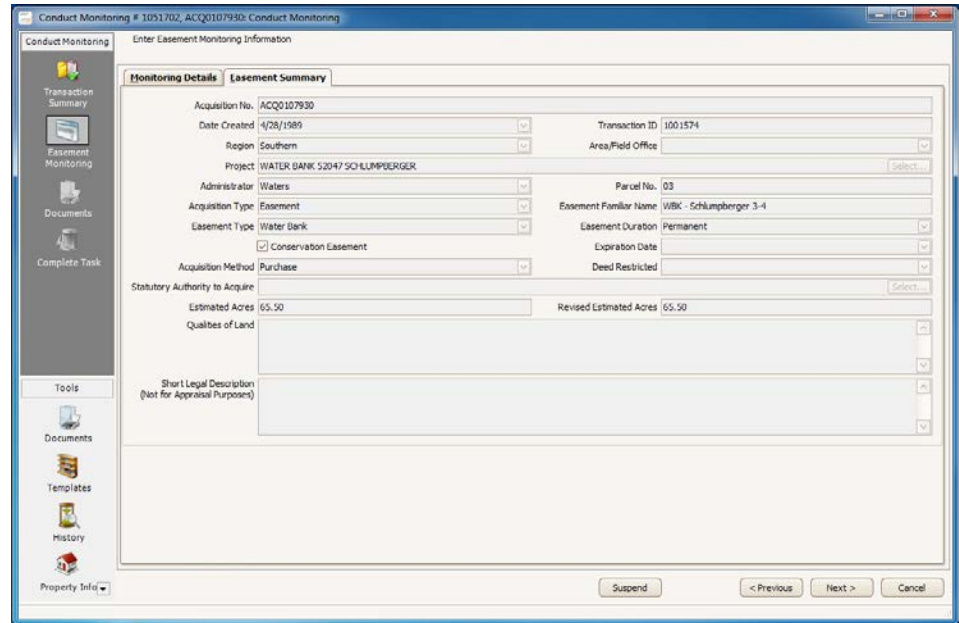 Conduct Monitoring # 1051702, ACQ0107930: Conduct Monitoring
Conduct Monitoring
Enter Easement Monitoring Information
Transaction
Summary
Easement
Monitoring
Documents
Complete Task
Monitoring Details Easement Summary
Acquisition No. ACQ0107930
Date Created 4/28/1989 Transaction ID 1001574
Region Southern Area/Field Office
Project WATER BANK 52047 SCHLUMPBERGER Select...
Administrator Waters Parcel No. 03
Acquisition Type Easement Easement Familiar Name WBK - Schlumpberger 3-4
Easement Type Water Bank Easement Duration Permanent
Conservation Easement Expiration Date
Acquisition Method Purchase Deed Restricted
Statutory Authority to Acquire Select...
Estimated Acres 65.50 Revised Estimated Acres 65.50
Qualities of Land
Short Legal Description
(Not for Appraisal Purposes)
Tools
Documents
Templates
History
Property Info
Suspend < Previous Next > Cancel